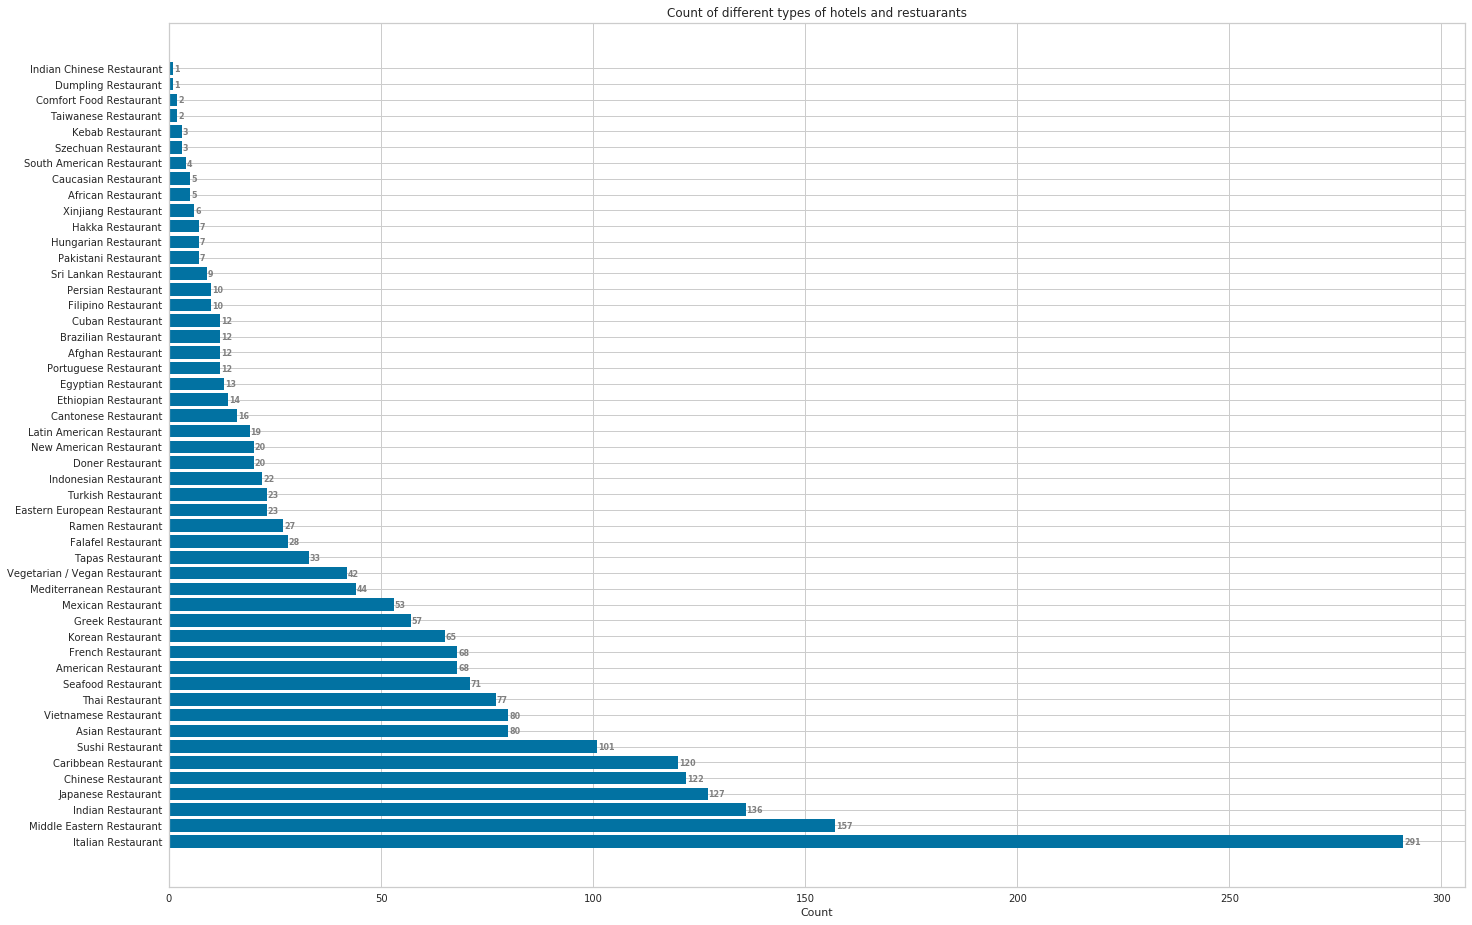 Count of different types of hotels and restuarants
Indian Chinese Restaurant 1
Dumpling Restaurant 1
Comfort Food Restaurant 2
Taiwanese Restaurant 2
Kebab Restaurant 3
Szechuan Restaurant 3
South American Restaurant 4
Caucasian Restaurant 5
African Restaurant 5
Xinjiang Restaurant 6
Hakka Restaurant 7
Hungarian Restaurant 7
Pakistani Restaurant 7
Sri Lankan Restaurant 9
Persian Restaurant 10
Filipino Restaurant 10
Cuban Restaurant 12
Brazilian Restaurant 12
Afghan Restaurant 12
Portuguese Restaurant 12
Egyptian Restaurant 13
Ethiopian Restaurant 14
Cantonese Restaurant 16
Latin American Restaurant 19
New American Restaurant 20
Doner Restaurant 20
Indonesian Restaurant 22
Turkish Restaurant 23
Eastern European Restaurant 23
Ramen Restaurant 27
Falafel Restaurant 28
Tapas Restaurant 33
Vegetarian / Vegan Restaurant 42
Mediterranean Restaurant 44
Mexican Restaurant 53
Greek Restaurant 57
Korean Restaurant 65
French Restaurant 68
American Restaurant 68
Seafood Restaurant 71
Thai Restaurant 77
Vietnamese Restaurant 80
Asian Restaurant 80
Sushi Restaurant 101
Caribbean Restaurant 120
Chinese Restaurant 122
Japanese Restaurant 127
Indian Restaurant 136
Middle Eastern Restaurant 157
Italian Restaurant 291
0 50 100 150 200 250 300
Count